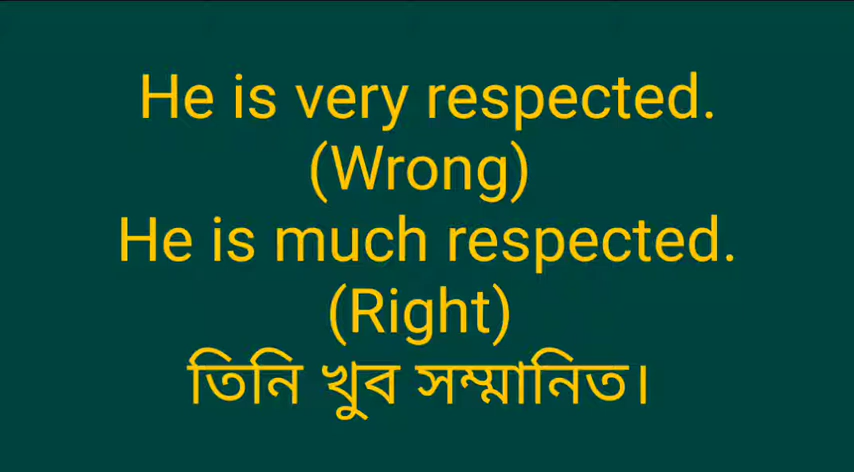 He is very respected.
(Wrong)
He is much respected.
(Right)
তিনি খুব সম্মানিত।